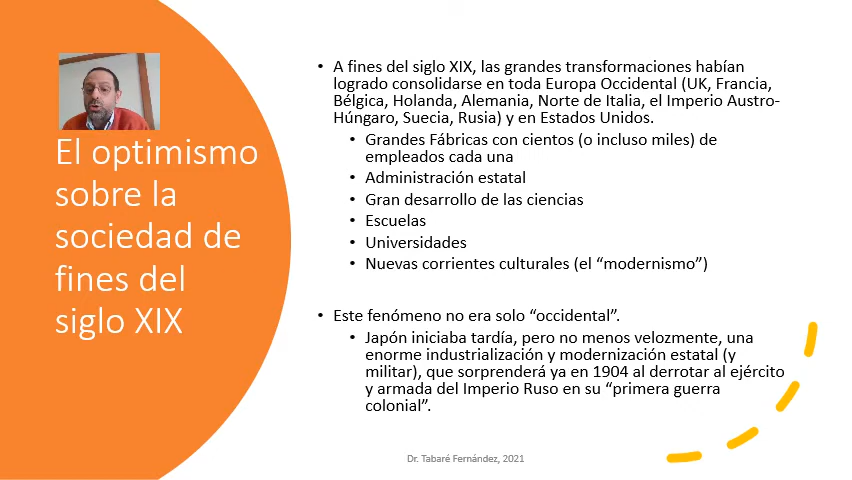 El optimismo
sobre la
sociedad de
fines del
siglo XIX
• A fines del siglo XIX, las grandes transformaciones habían
logrado consolidarse en toda Europa Occidental (UK, Francia,
Bélgica, Holanda, Alemania, Norte de Italia, el Imperio Austro-
Húngaro, Suecia, Rusia) y en Estados Unidos.
• Grandes Fábricas con cientos (o incluso miles) de
empleados cada una
• Administración estatal
• Gran desarrollo de las ciencias
• Escuelas
• Universidades
• Nuevas corrientes culturales (el “modernismo”)
• Este fenómeno no era solo “occidental”.
• Japón iniciaba tardía, pero no menos velozmente, una
enorme industrialización y modernización estatal (y
militar), que sorprenderá ya en 1904 al derrotar al ejército
y armada del Imperio Ruso en su “primera guerra
colonial”.
Dr. Tabaré Fernández, 2021